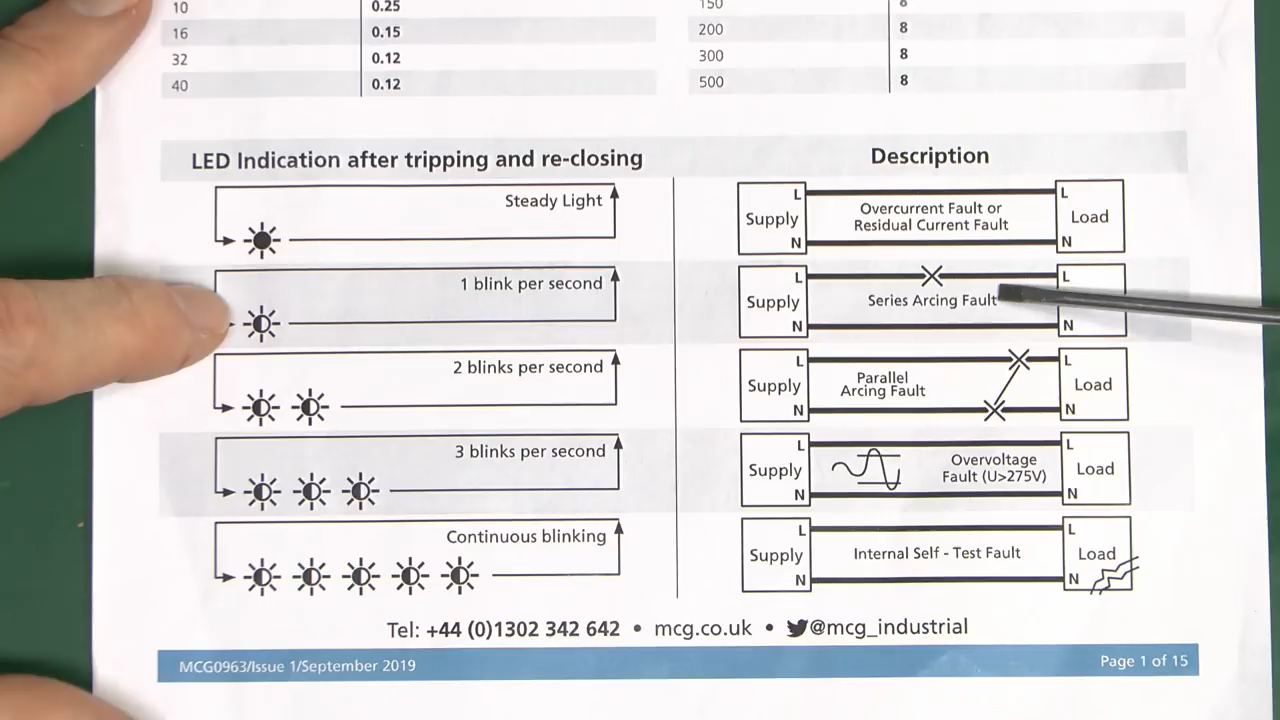 10 0.25
16 0.15
32 0.12
40 0.12
150 8
200 8
300 8
500 8
LED Indication after tripping and re-closing
Description
Steady Light
Supply L N
Overcurrent Fault or
Residual Current Fault
L N Load
1 blink per second
Supply L N
Series Arcing Fault
L N
2 blinks per second
Supply L N
Parallel
Arcing Fault
L N Load
3 blinks per second
Supply L N
Overvoltage
Fault (U>275V)
L N Load
Continuous blinking
Supply L N
Internal Self - Test Fault
L N Load
Tel: +44 (0)1302 342 642 • mcg.co.uk • @mcg_industrial
MCG0963/Issue 1/September 2019
Page 1 of 15